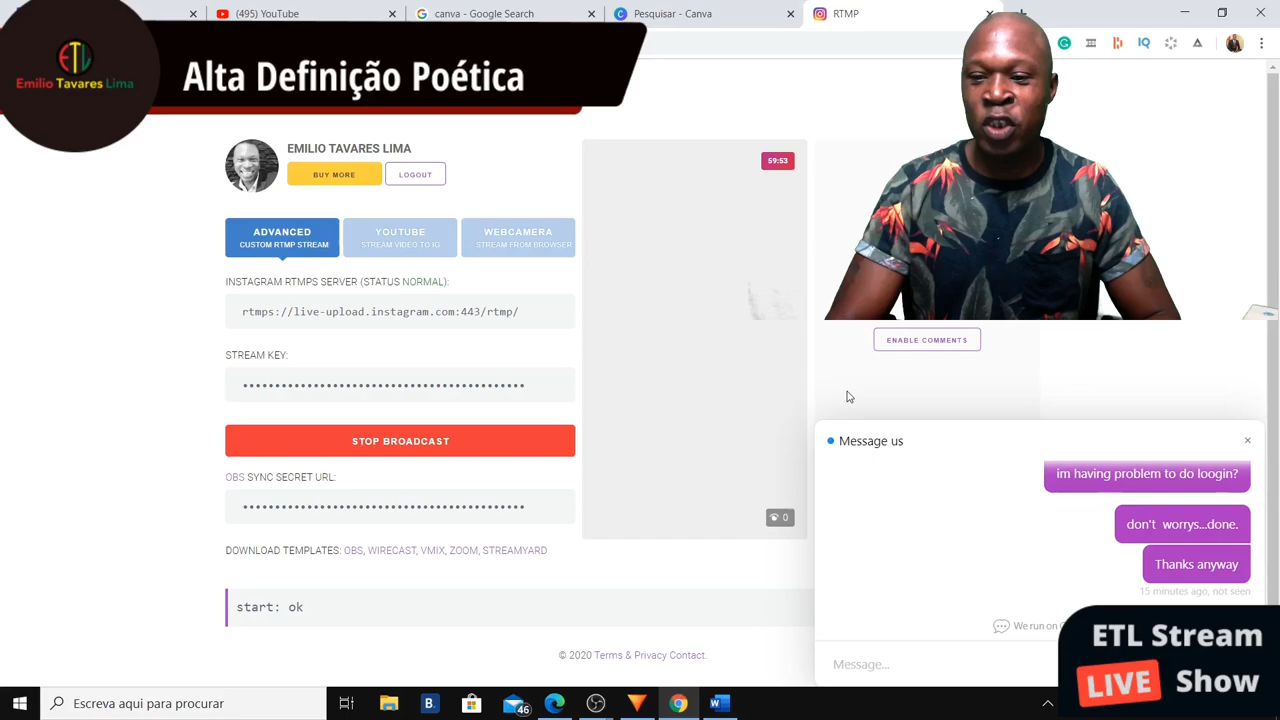 (495) YouTube
canva - Google Search
Pesquisar - Canva
RTMP
ETL
Emilio Tavares Lima
Alta Definição Poética
IQ
EMILIO TAVARES LIMA
BUY MORE
LOGOUT
59:53
ADVANCED
CUSTOM RTMP STREAM
YOUTUBE
STREAM VIDEO TO IG
WEBCAMERA
STREAM FROM BROWSER
INSTAGRAM RTMPS SERVER (STATUS NORMAL):
rtmps://live-upload.instagram.com:443/rtmp/
STREAM KEY:
STOP BROADCAST
OBS SYNC SECRET URL:
0
DOWNLOAD TEMPLATES: OBS, WIRECAST, VMIX, ZOOM, STREAMYARD
start: ok
© 2020 Terms & Privacy Contact.
ENABLE COMMENTS
Message us
im having problem to do loogin?
don't worrys...done.
Thanks anyway
15 minutes ago, not seen
We run on
Message...
ETL Stream
LIVE Show
Escreva aqui para procurar
B
46
W